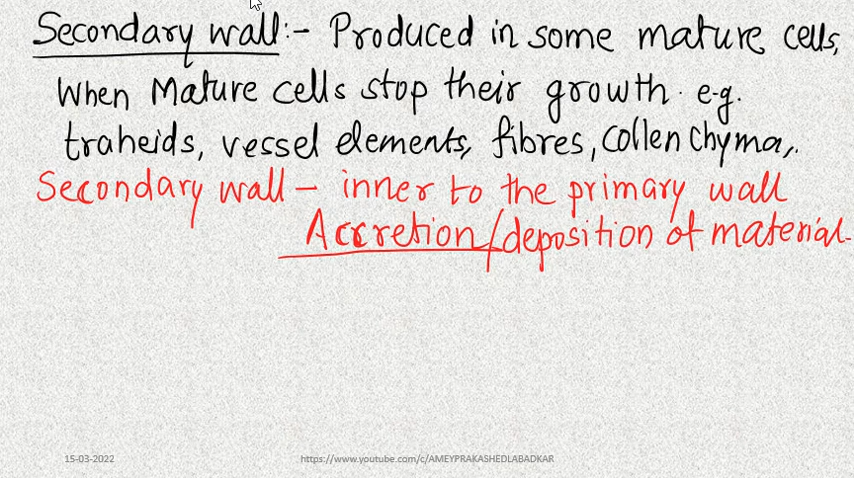 Secondary wall:- Produced in some mature cells,
When Mature cells stop their growth. e.g.
traheids, vessel elements, fibres, Collenchyma,.
Secondary wall - inner to the primary wall
Accretion/deposition of material-
15-03-2022
https://www.youtube.com/c/AMEYPRAKASHEDLABADKAR